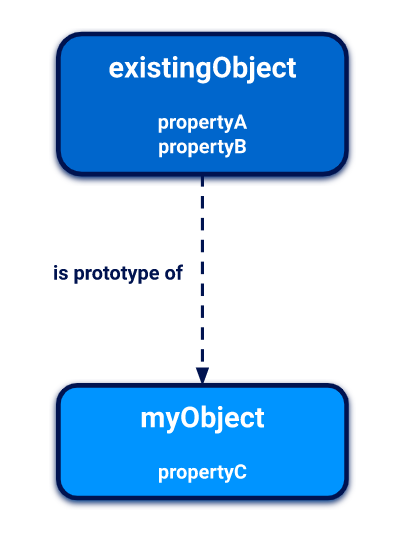 existingObject
propertyA
propertyB
is prototype of
myObject
propertyC